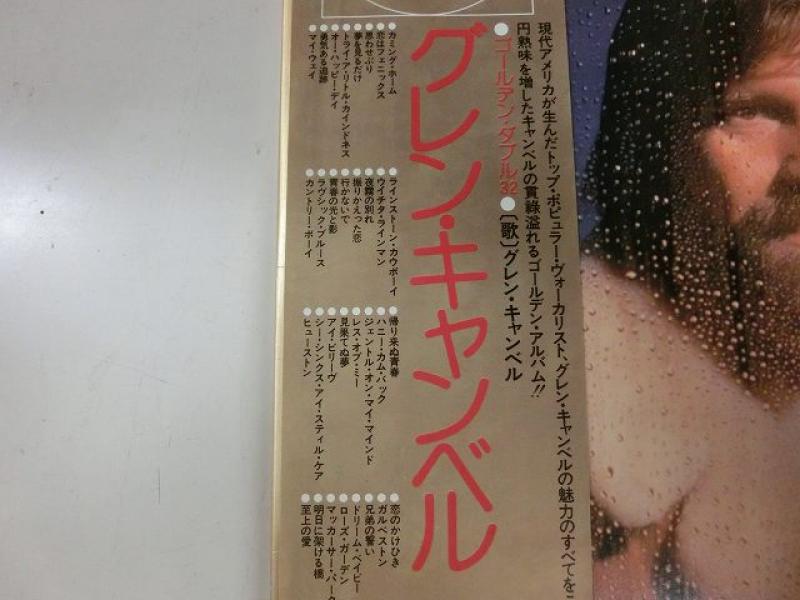 現代アメリカが生んだトップ・ポピュラー・ヴォーカリスト、グレン・キャンベルの魅力のすべてを
円熟味を増したキャンベルの貫祿溢れるゴールデン・アルバム!!
●ゴールデン・ダブル32●〔歌〕グレン・キャンベル
グレン・キャンベル
●カミング・ホーム
●恋はフェニックス
●思わせぶり
●夢を見るだけ
●トライ・ア・リトル・カインドネス
●オー・ハッピー・デイ
●勇気ある追跡
●マイ・ウェイ
●ラインストーン・カウボーイ
●ウイチタ・ラインマン
●夜霧の別れ
●振りかえった恋
●行かないで
●青春の光と影
●ラヴシック・ブルース
●カントリー・ボーイ
●帰り来ぬ青春
●ハニー・カム・バック
●ジェントル・オン・マイ・マインド
●レス・オブ・ミー
●見果てぬ夢
●アイ・ビリーヴ
●シー・シンクス・アイ・スティル・ケア
●ヒューストン
●恋のかけひき
●ガルベストン
●兄弟の誓い
●ドリーム・ベイビー
●ローズ・ガーデン
●マッカーサー・パーク
●明日に架ける橋
●至上の愛